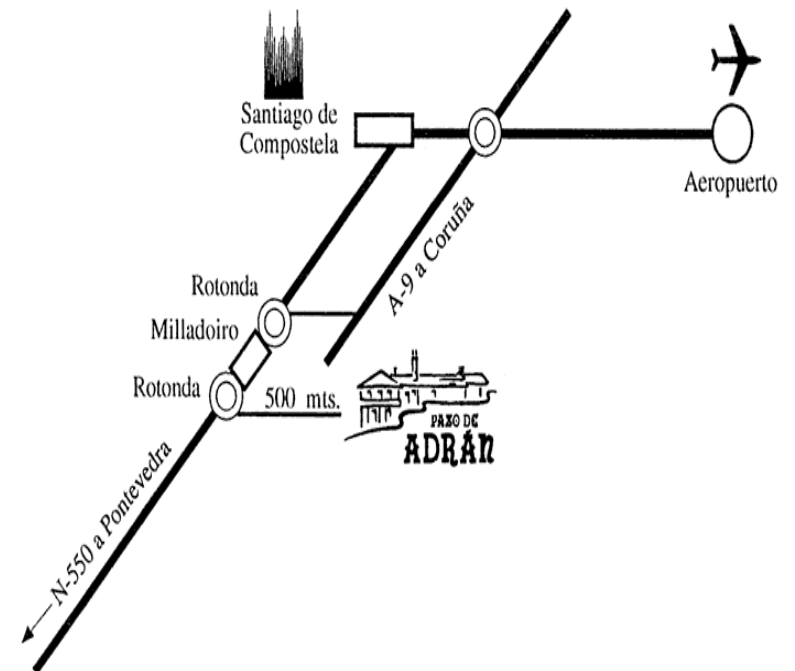 Santiago de
Compostela
Aeropuerto
A-9 a Coruña
Rotonda
Milladoiro
Rotonda
500 mts.
PAZO DE
ADRÁN
N-550 a Pontevedra